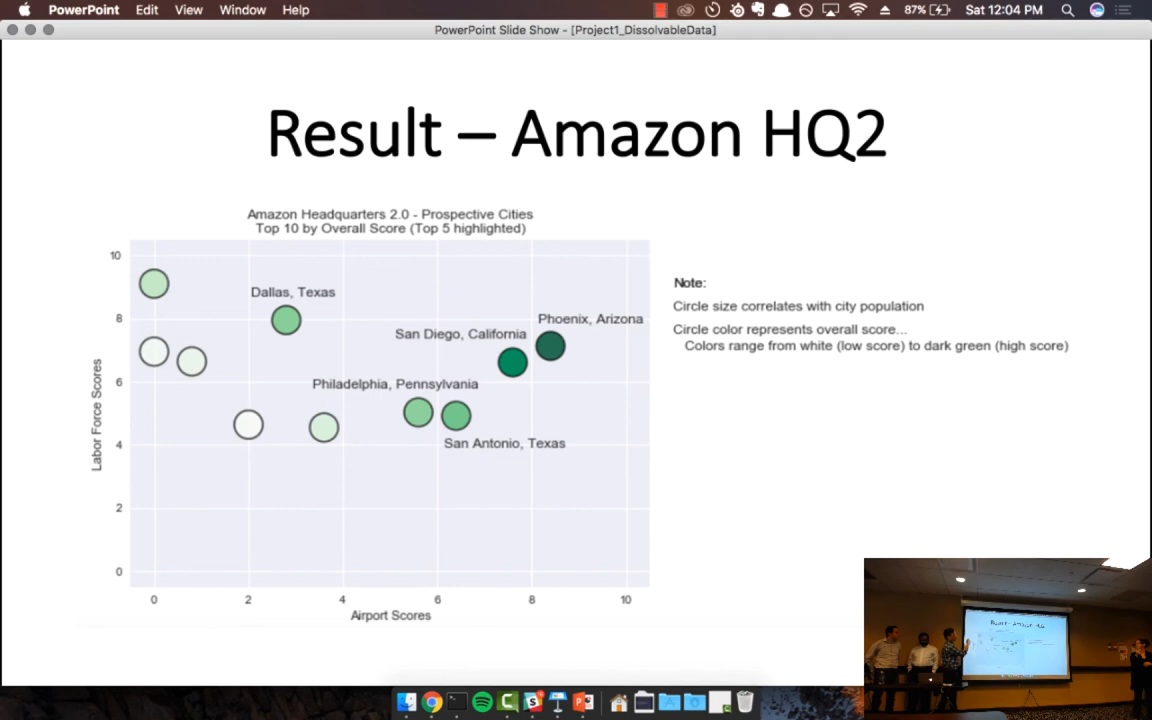 PowerPoint Edit View Window Help 87% Sat 12:04 PM
PowerPoint Slide Show - [Project1_DissolvableData]
Result – Amazon HQ2
Amazon Headquarters 2.0 - Prospective Cities
Top 10 by Overall Score (Top 5 highlighted)
Labor Force Scores
10
8
6
4
2
0
Dallas, Texas
Phoenix, Arizona
San Diego, California
Philadelphia, Pennsylvania
San Antonio, Texas
0 2 4 6 8 10
Airport Scores
Note:
Circle size correlates with city population
Circle color represents overall score...
Colors range from white (low score) to dark green (high score)
Result – Amazon HQ2